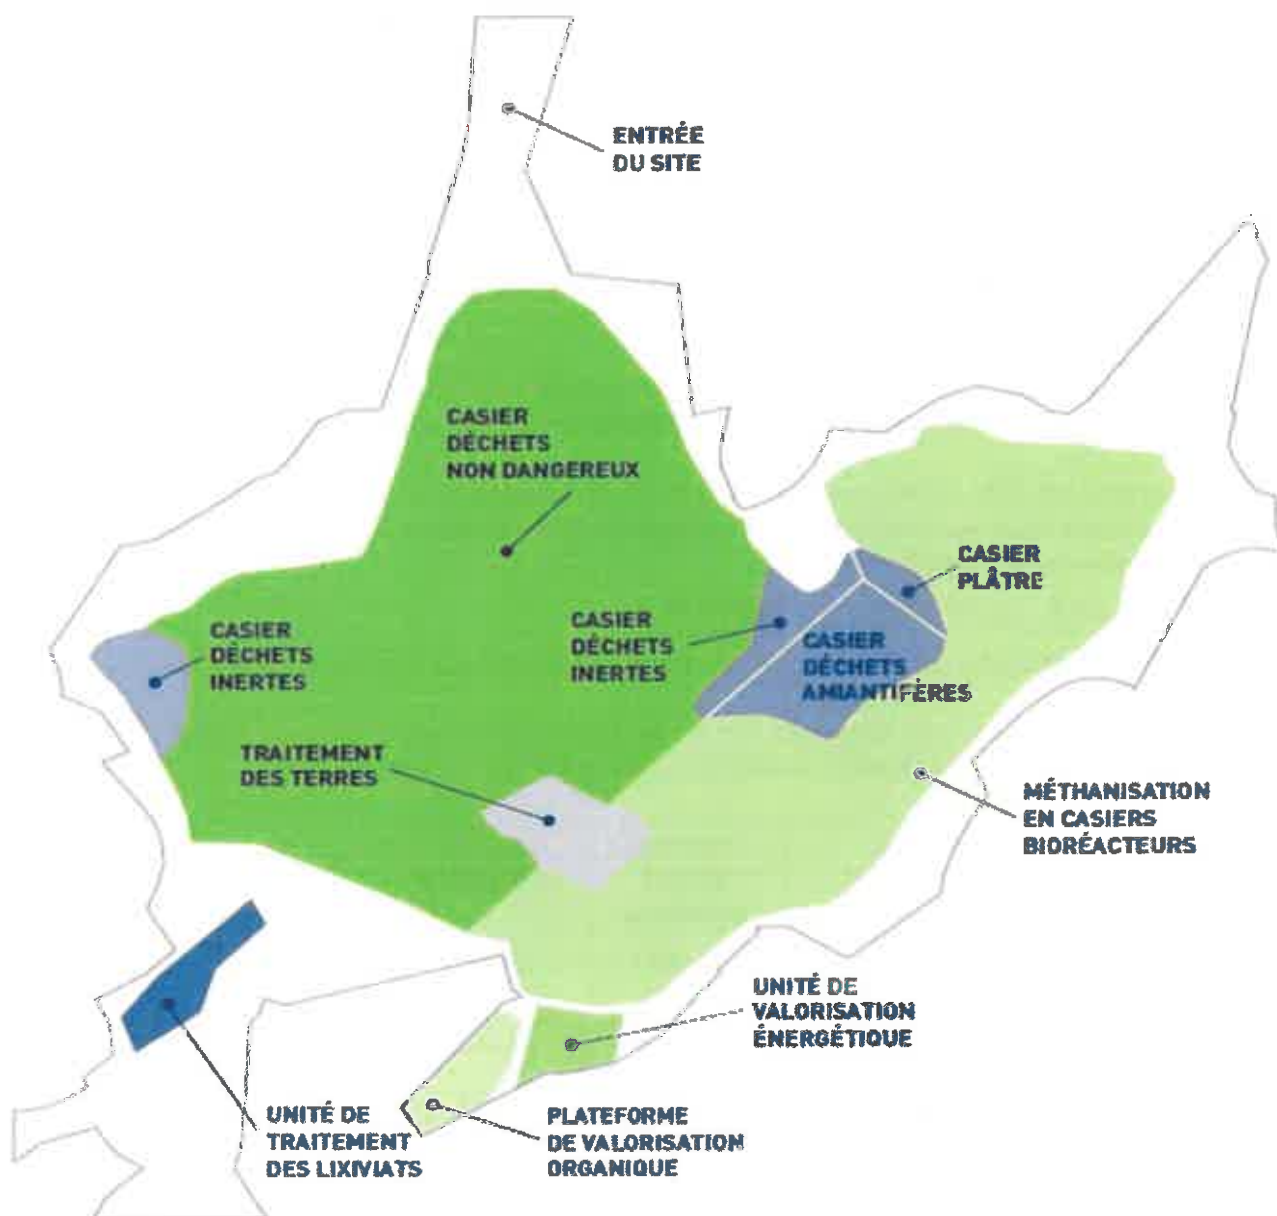 ENTRÉE
DU SITE
CASIER
DÉCHETS
NON DANGEREUX
CASIER
PLÂTRE
CASIER
DÉCHETS
INERTES
CASIER
DÉCHETS
INERTES
CASIER
DÉCHETS
AMIANTIFÈRES
TRAITEMENT
DES TERRES
MÉTHANISATION
EN CASIERS
BIORÉACTEURS
UNITÉ DE
VALORISATION
ÉNERGÉTIQUE
UNITÉ DE
TRAITEMENT
DES LIXIVIATS
PLATEFORME
DE VALORISATION
ORGANIQUE